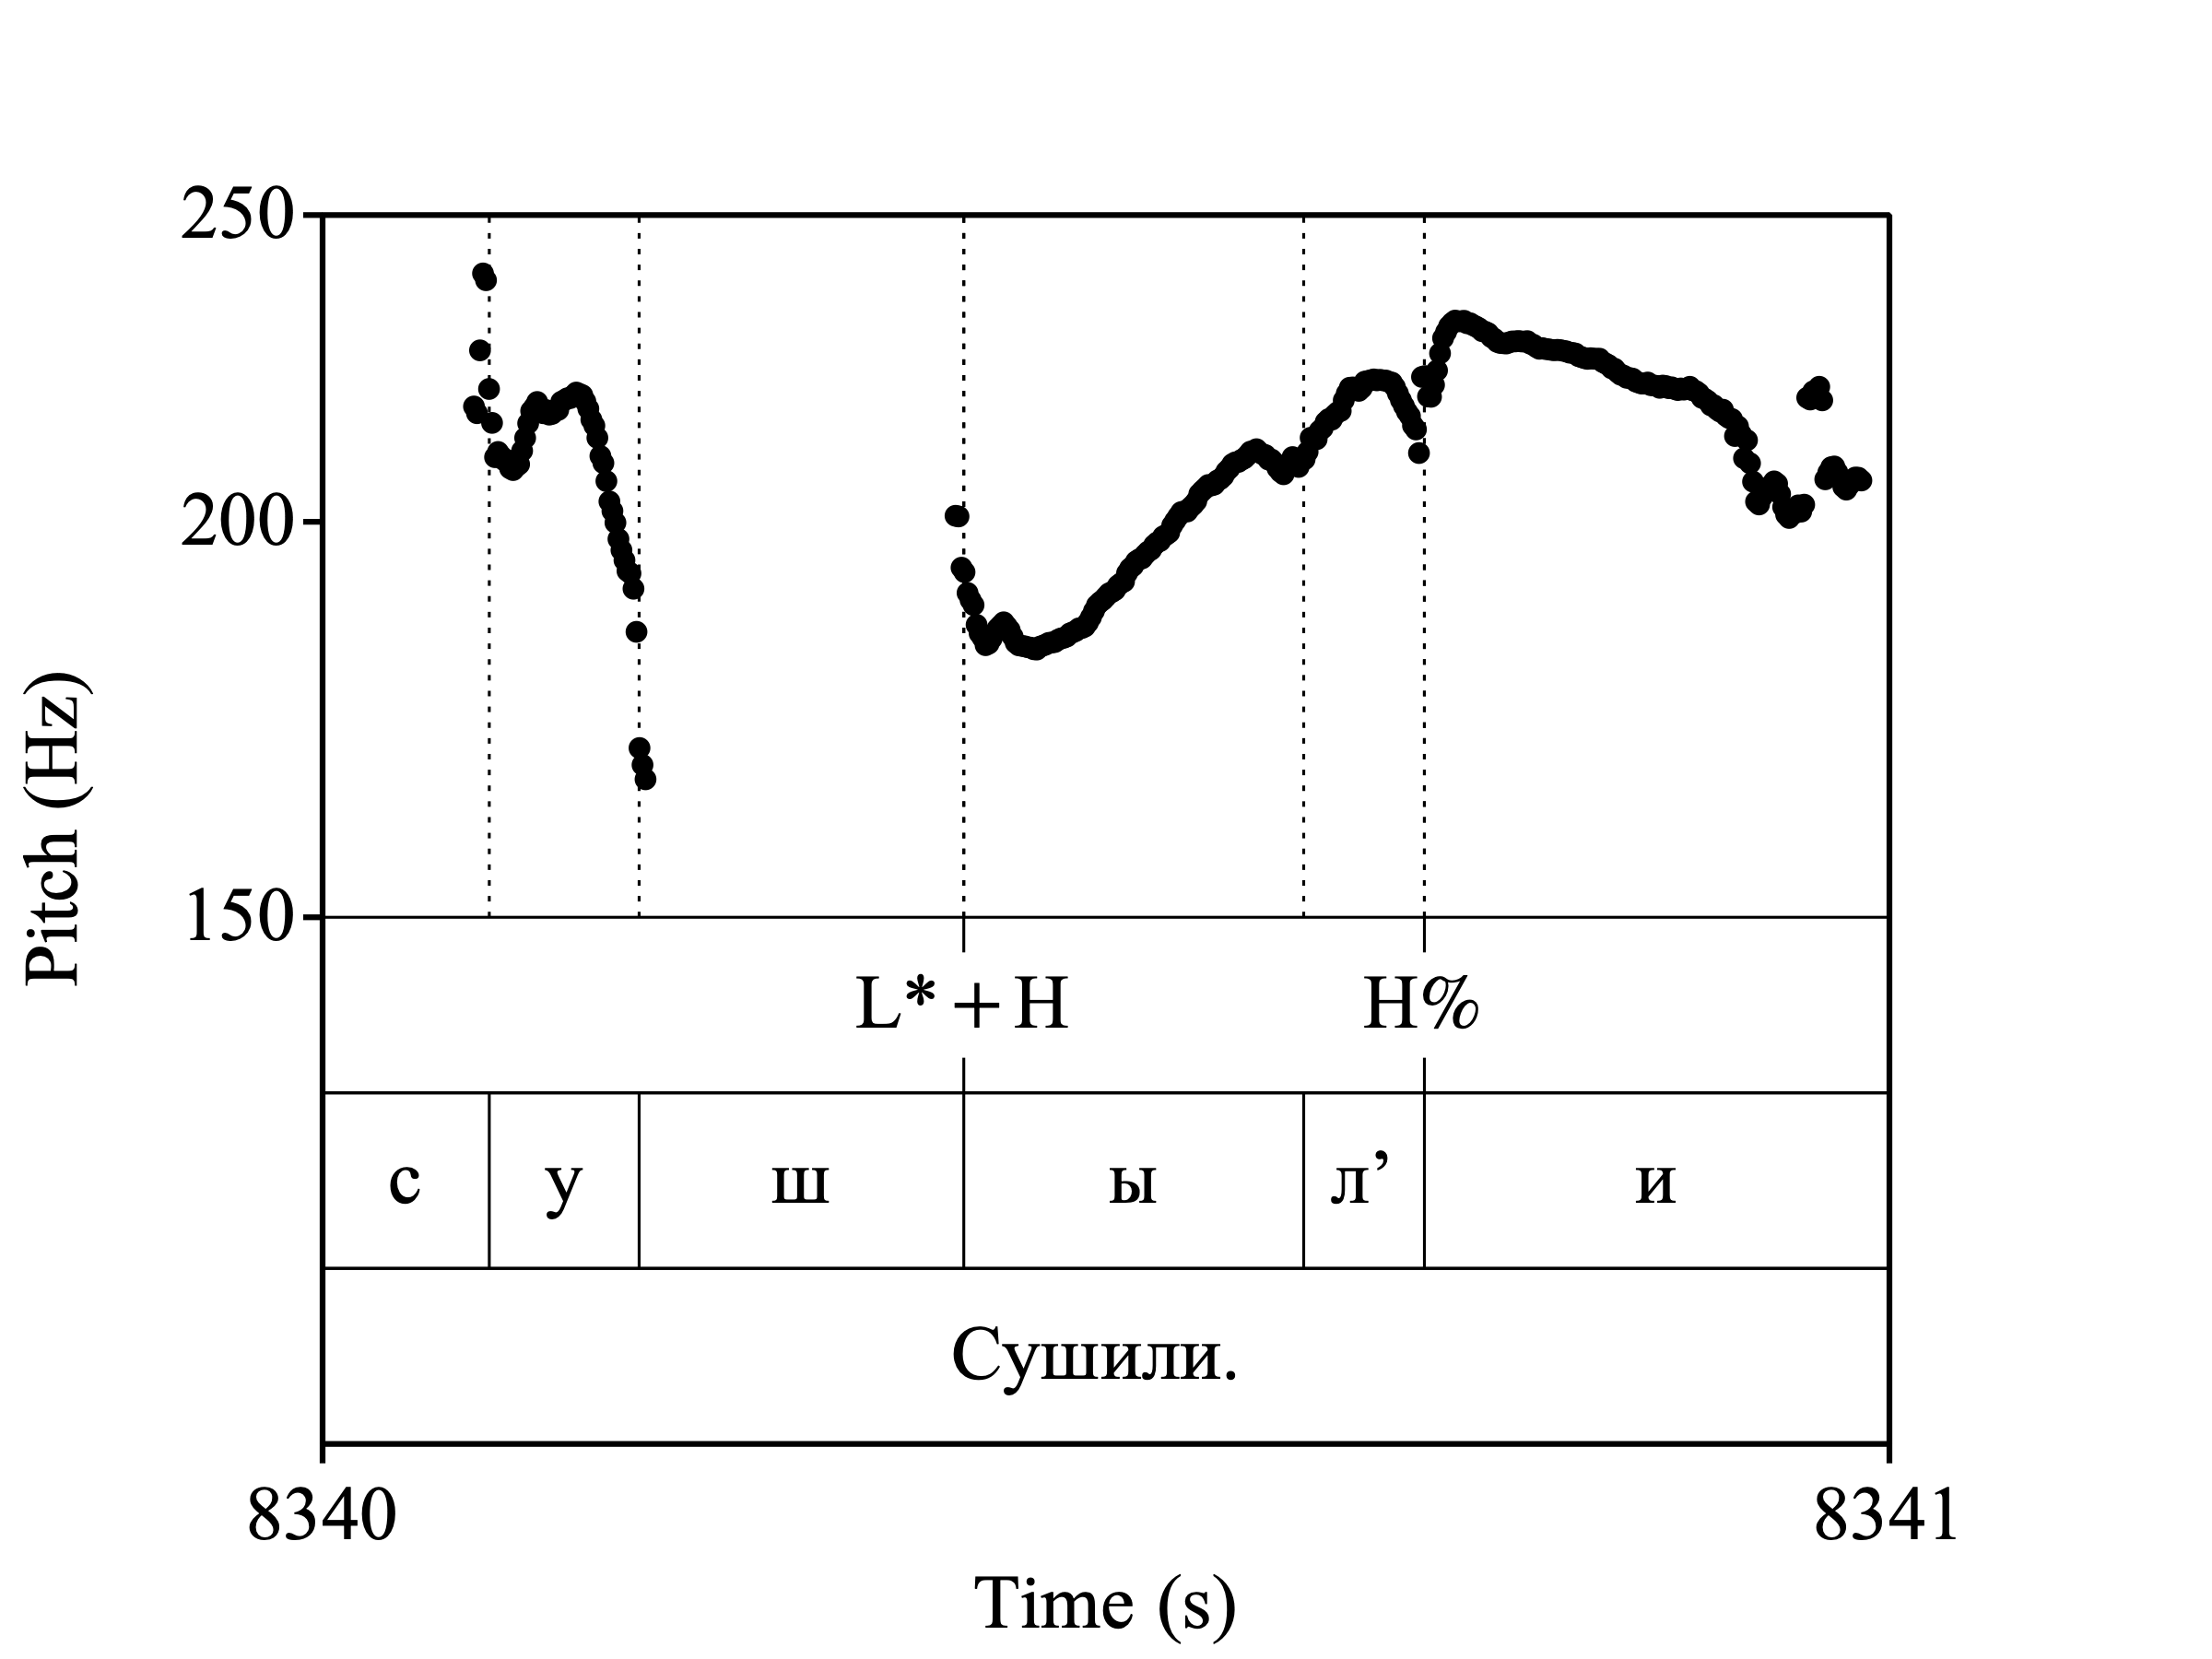 250
200
150
Pitch (Hz)
L*+H H%
с у ш ы л’ и
Сушили.
8340 8341
Time (s)